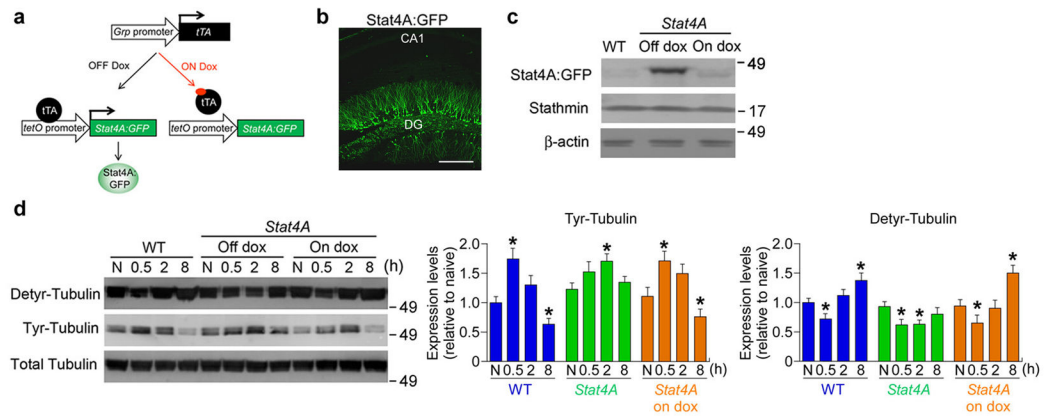 a
Grp promoter
tTA
OFF Dox
ON Dox
tTA
tTA
tetO promoter
Stat4A:GFP
tetO promoter
Stat4A:GFP
Stat4A:
GFP
b
Stat4A:GFP
CA1
DG
c
Stat4A
WT Off dox On dox
Stat4A:GFP
49
Stathmin
17
β-actin
49
d
Stat4A
WT Off dox On dox
N 0.5 2 8 N 0.5 2 8 N 0.5 2 8 (h)
Detyr-Tubulin
49
Tyr-Tubulin
49
Total Tubulin
49
Tyr-Tubulin
Expression levels
(relative to naive)
2.0
1.5
1.0
0.5
0
* * * * *
N 0.5 2 8 N 0.5 2 8 N 0.5 2 8 (h)
WT Stat4A Stat4A
on dox
Detyr-Tubulin
Expression levels
(relative to naive)
2.0
1.5
1.0
0.5
0
* * * * * *
N 0.5 2 8 N 0.5 2 8 N 0.5 2 8 (h)
WT Stat4A Stat4A
on dox